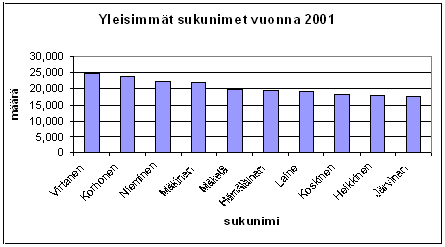 Yleisimmät sukunimet vuonna 2001
määrä
30,000
25,000
20,000
15,000
10,000
5,000
0
Virtanen
Korhonen
Nieminen
Mäkinen
Mäkelä
Hämäläinen
Laine
Koskinen
Heikkinen
Järvinen
sukunimi